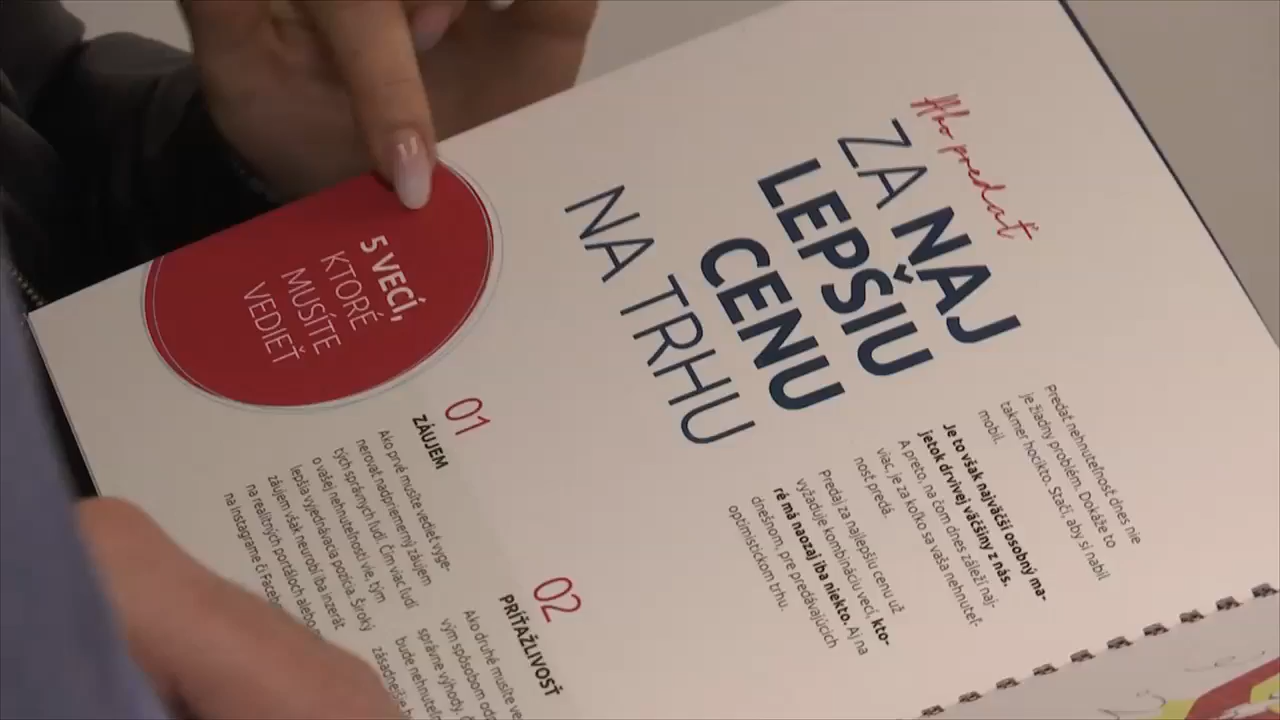 Ako predať
ZA NAJ
LEPŠIU
CENU
NA TRHU
Predať nehnuteľnosť dnes nie
je žiadny problém. Dokáže to
takmer hocikto. Stačí, aby si nabil
mobil.
Je to však najväčší osobný ma-
jetok drvivej väčšiny z nás.
A preto, na čom dnes záleží naj-
viac, je za koľko sa vaša nehnuteľ-
nosť predá.
Predaj za najlepšiu cenu už
vyžaduje kombináciu vecí, kto-
ré má naozaj iba niekto. Aj na
dnešnom, pre predávajúcich
optimistickom trhu.
5 VECÍ,
KTORÉ
MUSÍTE
VEDIEŤ
01
ZÁUJEM
Ako prvé musíte vedieť vyge-
nerovať nadpriemerný záujem
tých správnych ľudí. Čím viac ľudí
o vašej nehnuteľnosti vie, tým
lepšia vyjednávacia pozícia. Široký
záujem však neurobí iba inzerát
na realitných portáloch alebo
na Instagrame či
02
PRÍŤAŽLIVOSŤ
Ako druhé musíte
vým spôsobom
správne výhody,
bude